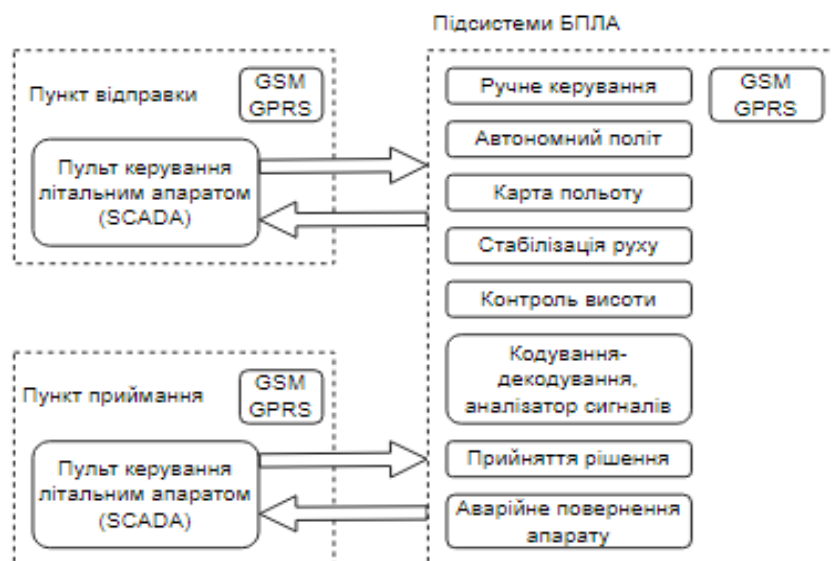 Підсистеми БПЛА
Пункт відправки
GSM
GPRS
Пульт керування
літальним апаратом
(SCADA)
Ручне керування
GSM
GPRS
Автономний політ
Карта польоту
Стабілізація руху
Контроль висоти
Кодування-
декодування,
аналізатор сигналів
Прийняття рішення
Аварійне повернення
апарату
Пункт приймання
GSM
GPRS
Пульт керування
літальним апаратом
(SCADA)